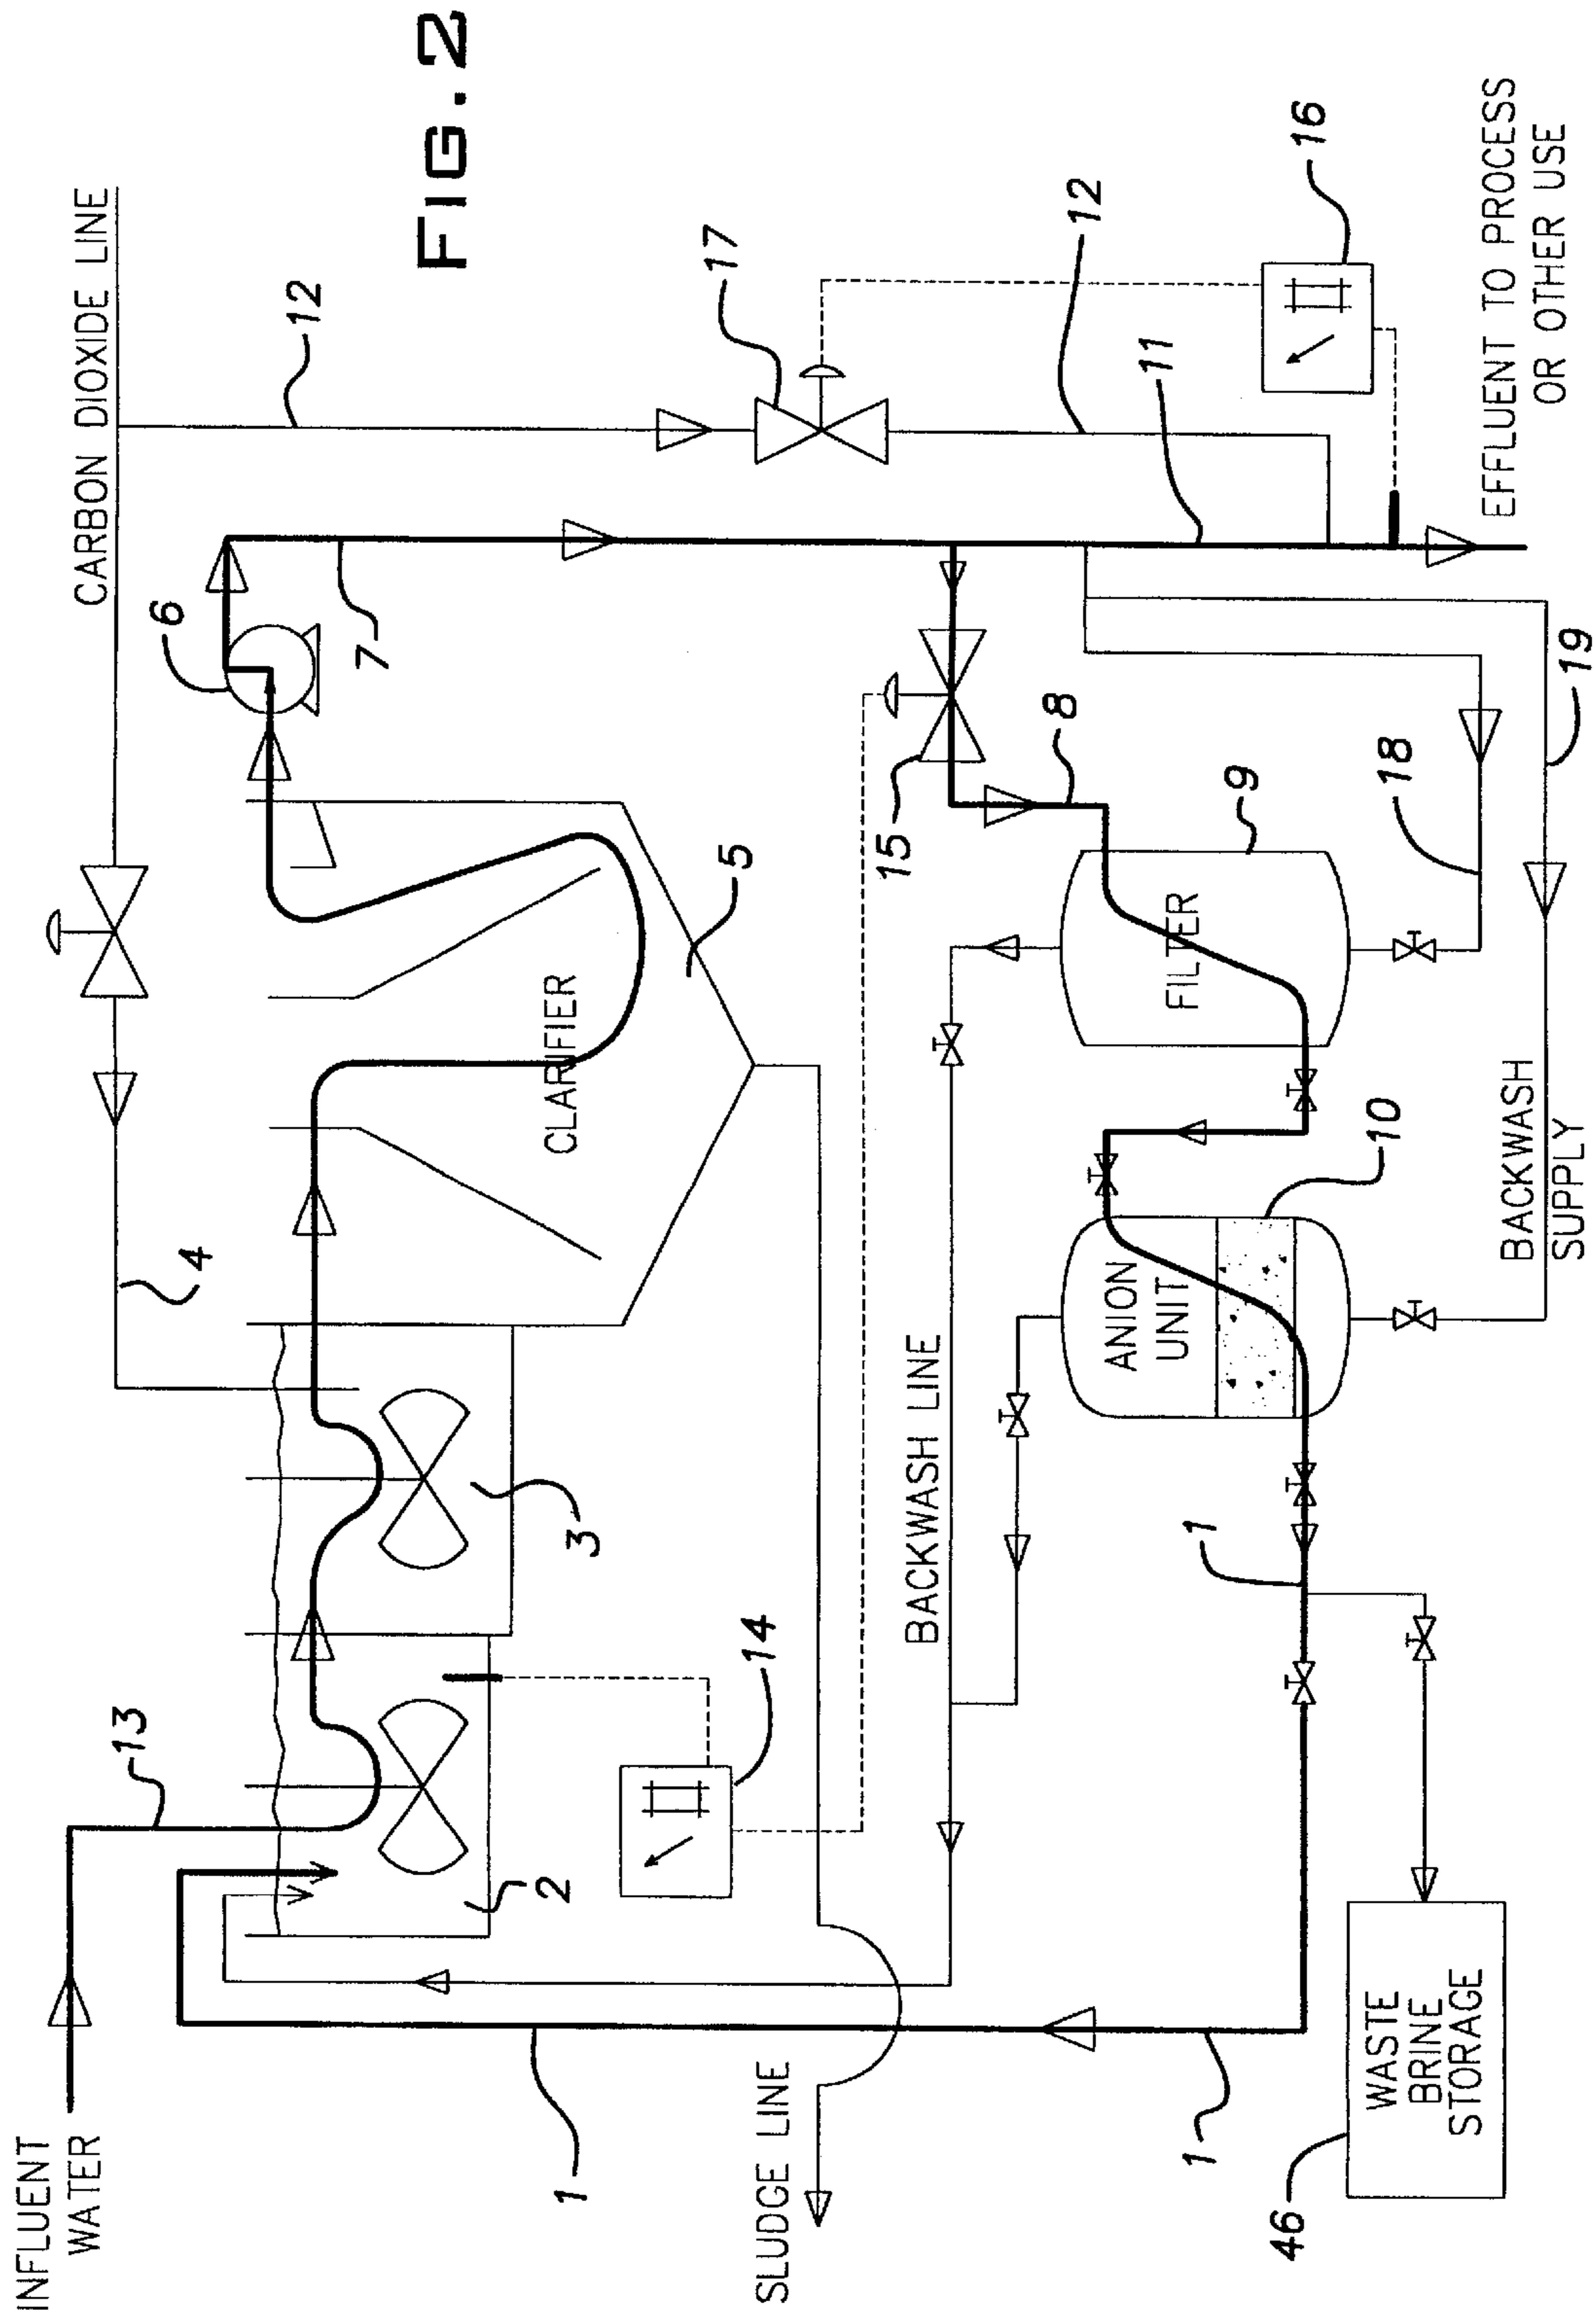 FIG. 2
INFLUENT
WATER
13
4
CARBON DIOXIDE LINE
6
12
7
17
CLARIFIER
5
3
2
14
SLUDGE LINE
1
BACKWASH LINE
15
8
12
11
16
9
FILTER
ANION
UNIT
10
1
1
18
19
BACKWASH
SUPPLY
46
WASTE
BRINE
STORAGE
EFFLUENT TO PROCESS
OR OTHER USE